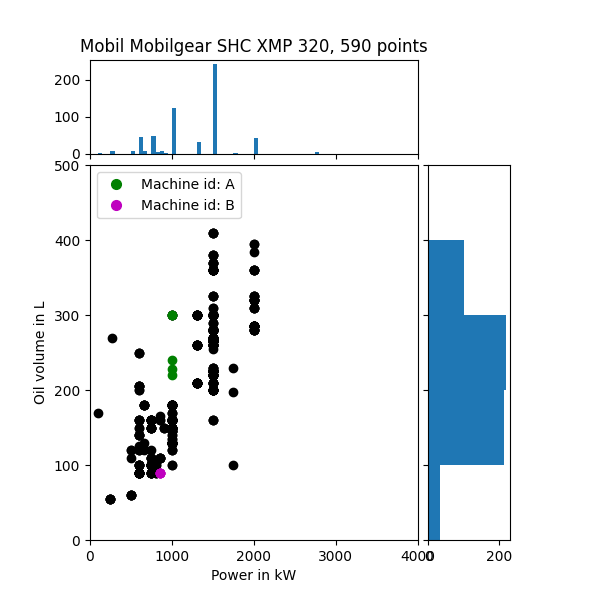 Mobil Mobilgear SHC XMP 320, 590 points
200
100
0
500
400
300
200
100
0
Oil volume in L
Machine id: A
Machine id: B
0 1000 2000 3000 4000
0 200
Power in kW